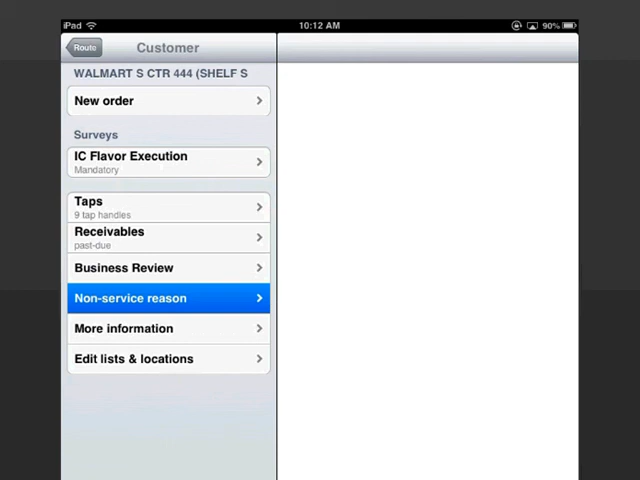 iPad 10:12 AM 90%
Route Customer
WALMART S CTR 444 (SHELF S
New order
Surveys
IC Flavor Execution
Mandatory
Taps
9 tap handles
Receivables
past-due
Business Review
Non-service reason
More information
Edit lists & locations